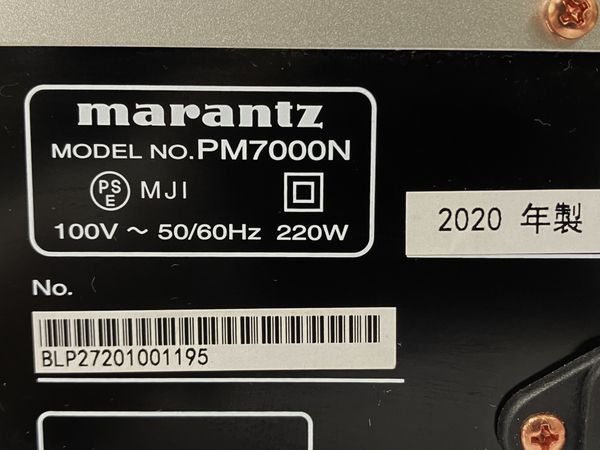 marantz
MODEL NO. PM7000N
PS E MJI
100V ~ 50/60Hz 220W
2020 年製
No.
BLP27201001195